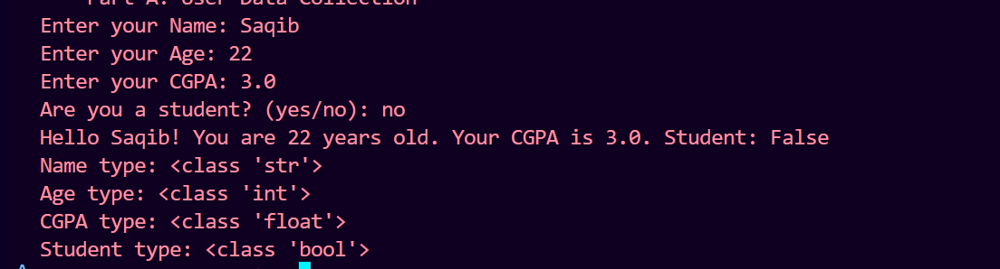 Part A: User Data Collection
Enter your Name: Saqib
Enter your Age: 22
Enter your CGPA: 3.0
Are you a student? (yes/no): no
Hello Saqib! You are 22 years old. Your CGPA is 3.0. Student: False
Name type: <class 'str'>
Age type: <class 'int'>
CGPA type: <class 'float'>
Student type: <class 'bool'>